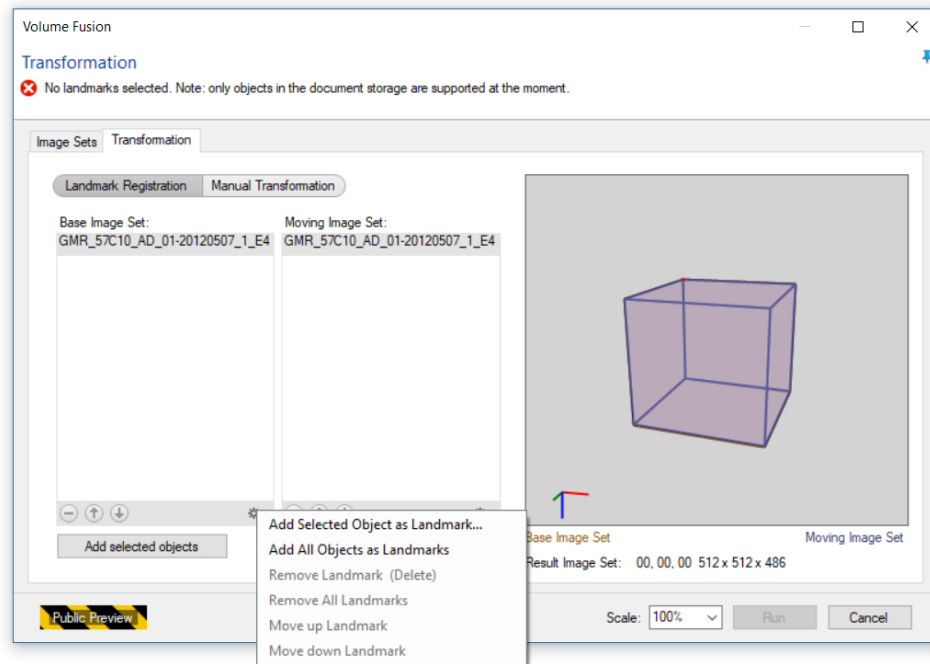 Volume Fusion
Transformation
No landmarks selected. Note: only objects in the document storage are supported at the moment.
Image Sets Transformation
Landmark Registration Manual Transformation
Base Image Set: Moving Image Set:
GMR_57C10_AD_01-20120507_1_E4 GMR_57C10_AD_01-20120507_1_E4
Add selected objects
Add Selected Object as Landmark...
Add All Objects as Landmarks
Remove Landmark (Delete)
Remove All Landmarks
Move up Landmark
Move down Landmark
Base Image Set Moving Image Set
Result Image Set: 00, 00, 00 512 x 512 x 486
Public Preview
Scale: 100% Run Cancel